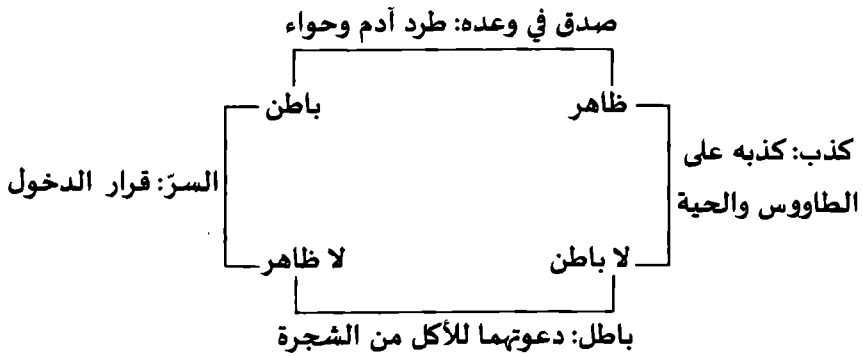 صدق في وعده: طرد آدم وحواء
ظاهر
باطن
كذب: كذبه على
الطاووس والحية
السرّ: قرار الدخول
لا باطن
لا ظاهر
باطل: دعوتهما للأكل من الشجرة